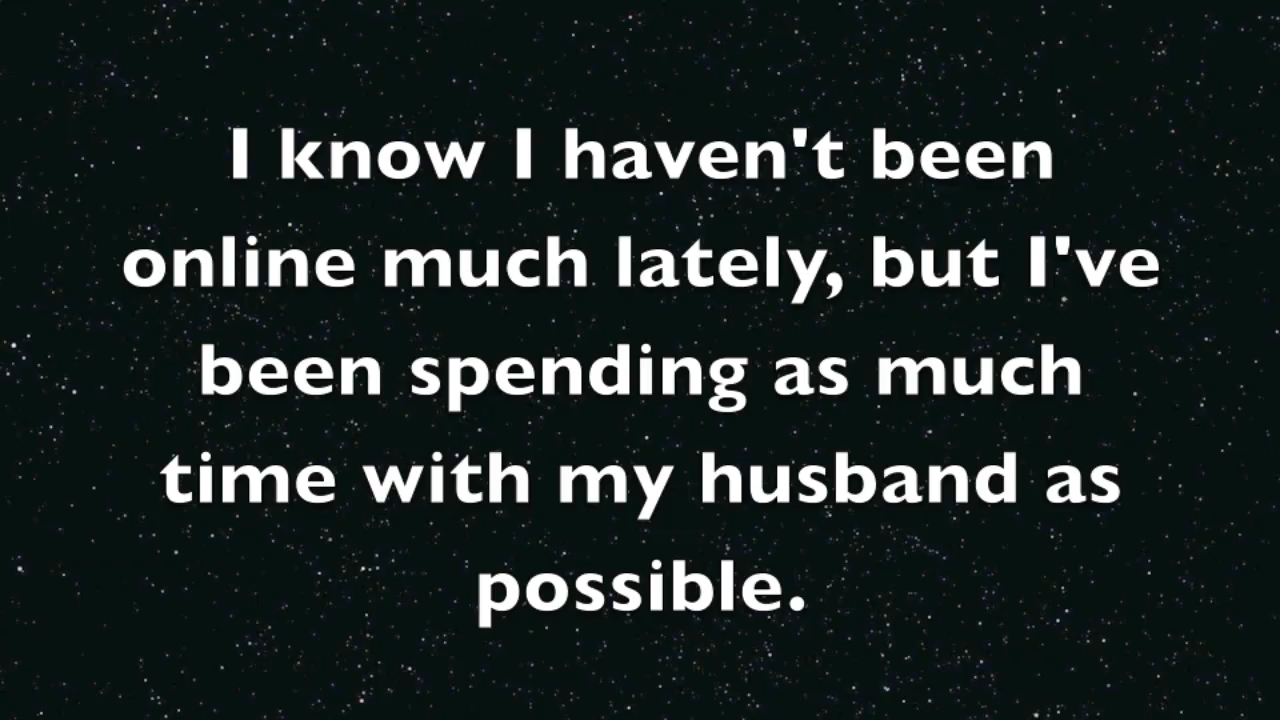 I know I haven't been
online much lately, but I've
been spending as much
time with my husband as
possible.